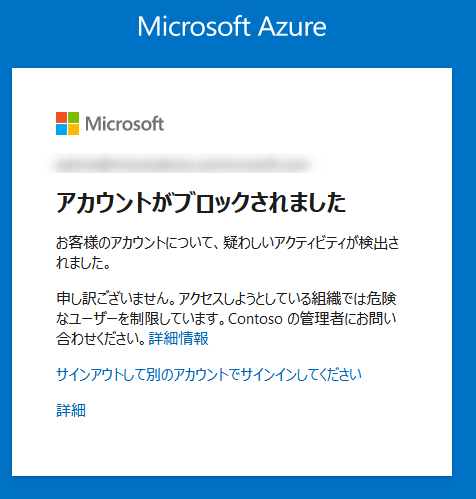 Microsoft Azure
Microsoft
アカウントがブロックされました
お客様のアカウントについて、疑わしいアクティビティが検出さ
れました。
申し訳ございません。アクセスしようとしている組織では危険
なユーザーを制限しています。Contoso の管理者にお問い
合わせください。詳細情報
サインアウトして別のアカウントでサインインしてください
詳細